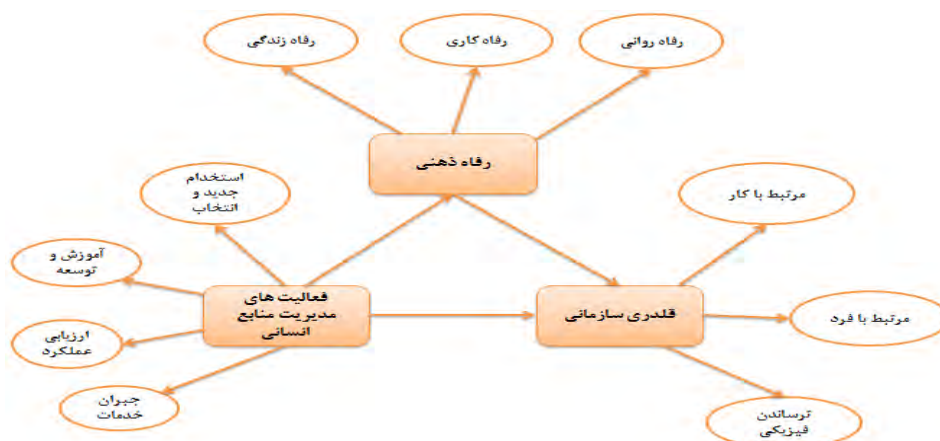 رفاه روانی
رفاه کاری
رفاه زندگی
رفاه ذهنی
استخدام
جدید و
انتخاب
مرتبط با کار
آموزش و
توسعه
فعالیت های
مدیریت منابع
انسانی
قلدری سازمانی
مرتبط با فرد
ارزیابی
عملکرد
جبران
خدمات
ترساندن
فیزیکی